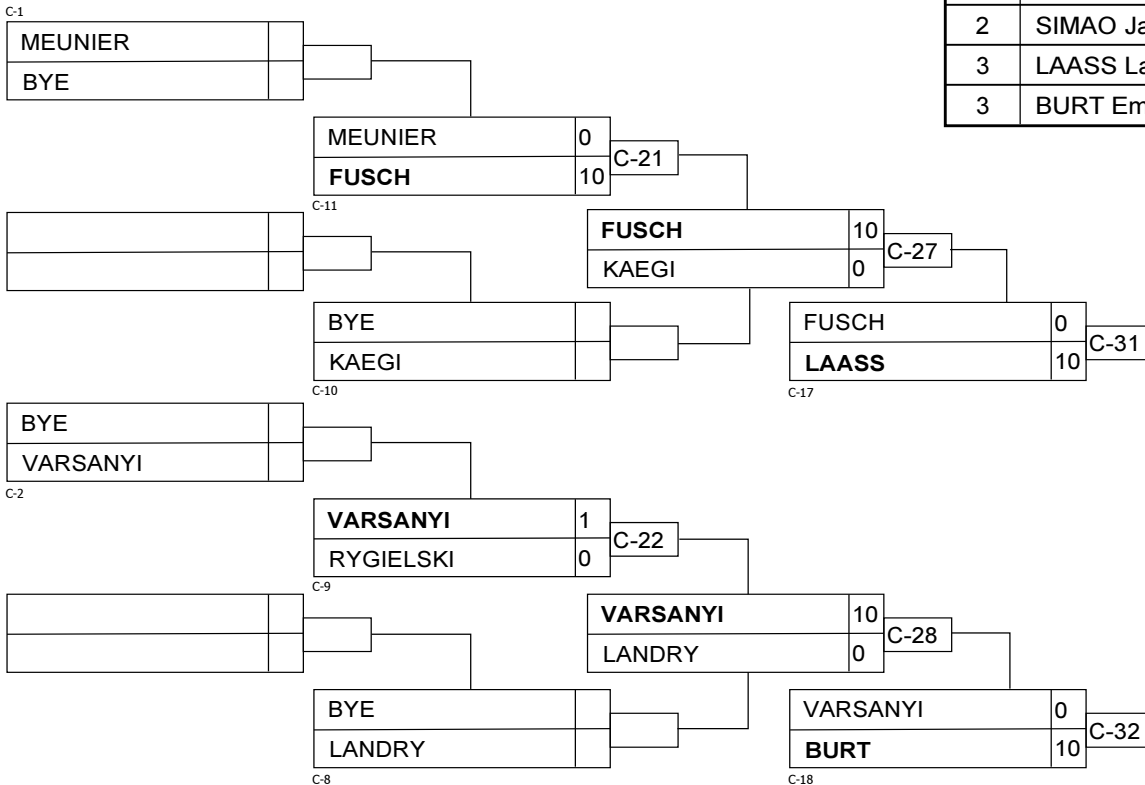 C-1
MEUNIER
BYE
2 SIMAO Ja
3 LAASS La
3 BURT Em
MEUNIER 0
FUSCH 10
C-21
C-11
FUSCH 10
KAEGI 0
C-27
BYE
KAEGI
C-10
FUSCH 0
LAASS 10
C-31
C-17
BYE
VARSANYI
C-2
VARSANYI 1
RYGIELSKI 0
C-22
C-9
VARSANYI 10
LANDRY 0
C-28
BYE
LANDRY
C-8
VARSANYI 0
BURT 10
C-32
C-18